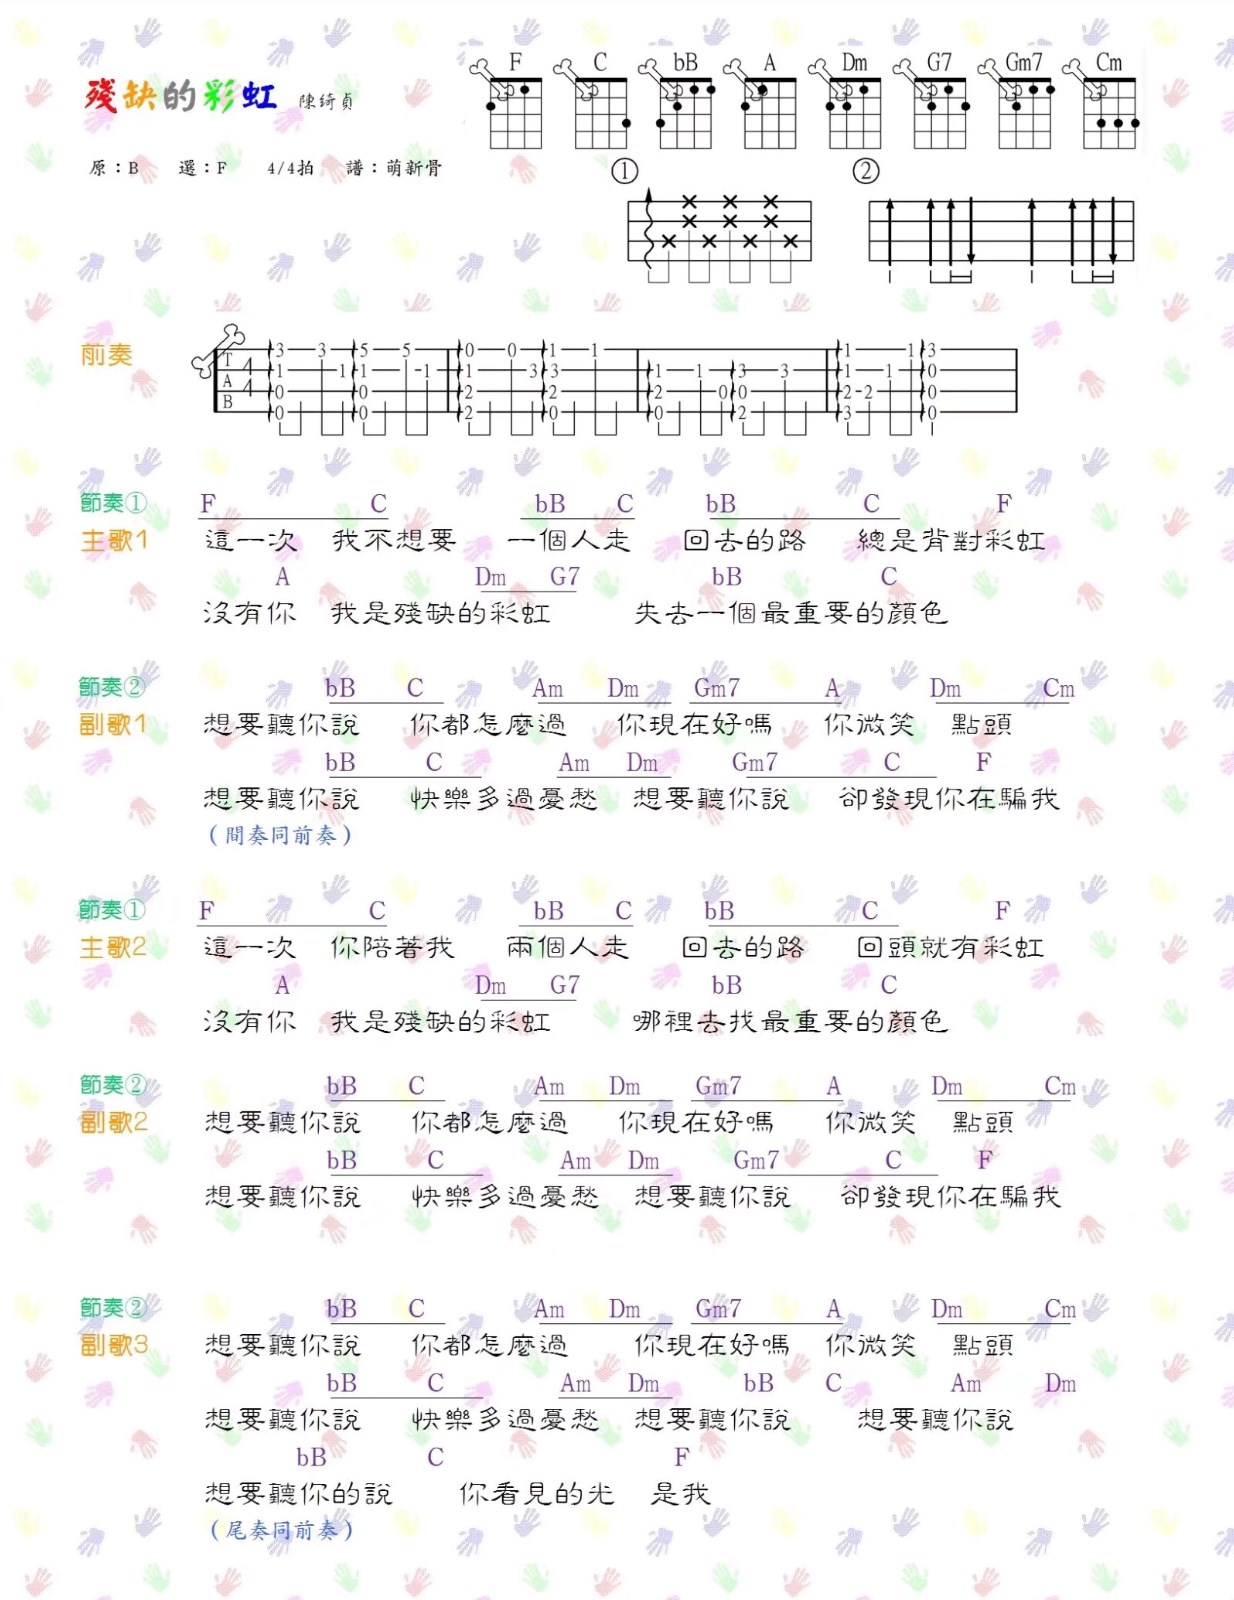 殘缺的彩虹 陳綺貞
原：B 選：F 4/4拍 譜：萌新骨
F C bB A Dm G7 Gm7 Cm
① ②
前奏
T A B 4 4
3 3 5 5 0 0 1 1 1 1 3
1 1 1 1 1 3 3 1 1 3 3 1 1 0
0 0 2 2 2 0 0 2 2 0
0 0 2 0 0 2 3 0
節奏① F C bB C bB C F
主歌1 這一次 我不想要 一個人走 回去的路 總是背對彩虹
A Dm G7 bB C
沒有你 我是殘缺的彩虹 失去一個最重要的顏色
節奏② bB C Am Dm Gm7 A Dm Cm
副歌1 想要聽你說 你都怎麼過 你現在好嗎 你微笑 點頭
bB C Am Dm Gm7 C F
想要聽你說 快樂多過憂愁 想要聽你說 卻發現你在騙我
（間奏同前奏）
節奏① F C bB C bB C F
主歌2 這一次 你陪著我 兩個人走 回去的路 回頭就有彩虹
A Dm G7 bB C
沒有你 我是殘缺的彩虹 哪裡去找最重要的顏色
節奏② bB C Am Dm Gm7 A Dm Cm
副歌2 想要聽你說 你都怎麼過 你現在好嗎 你微笑 點頭
bB C Am Dm Gm7 C F
想要聽你說 快樂多過憂愁 想要聽你說 卻發現你在騙我
節奏② bB C Am Dm Gm7 A Dm Cm
副歌3 想要聽你說 你都怎麼過 你現在好嗎 你微笑 點頭
bB C Am Dm bB C Am Dm
想要聽你說 快樂多過憂愁 想要聽你說 想要聽你說
bB C F
想要聽你的說 你看見的光 是我
（尾奏同前奏）